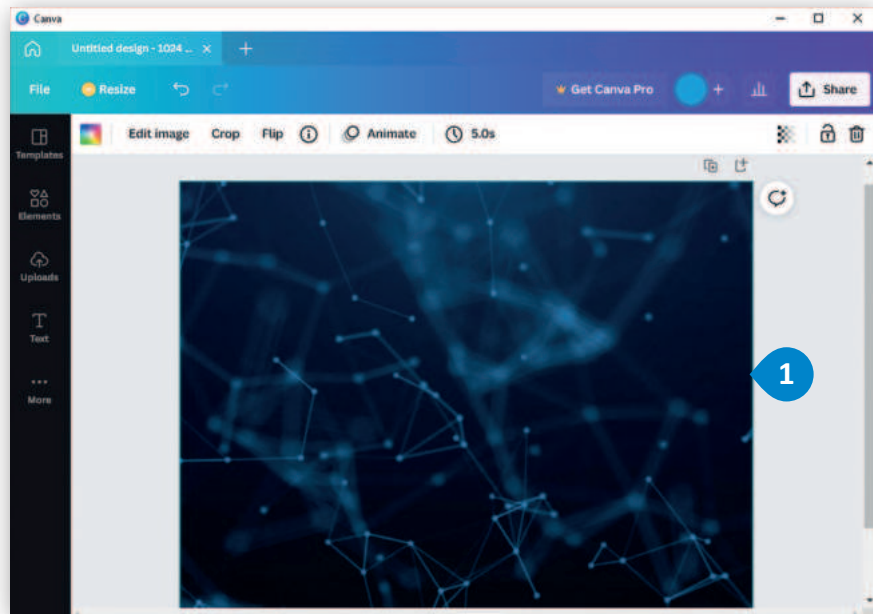 Canva
Untitled design - 1024 ...
File
Resize
Get Canva Pro
Share
Templates
Edit image
Crop
Flip
Animate
5.0s
Elements
Uploads
T
Text
More
1